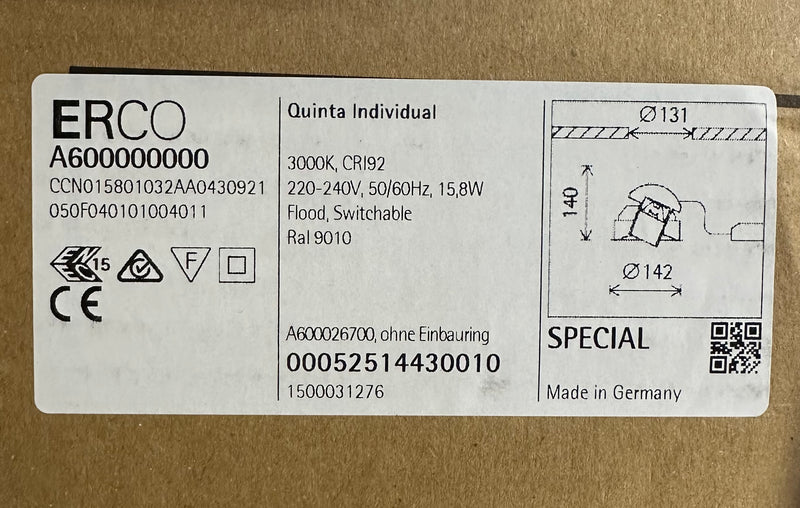 ERCO
A600000000
CCN015801032AA0430921
050F040101004011
15
F
CE
Quinta Individual
3000K, CRI92
220-240V, 50/60Hz, 15,8W
Flood, Switchable
Ral 9010
A600026700, ohne Einbauring
00052514430010
1500031276
Ø131
140
Ø142
SPECIAL
Made in Germany